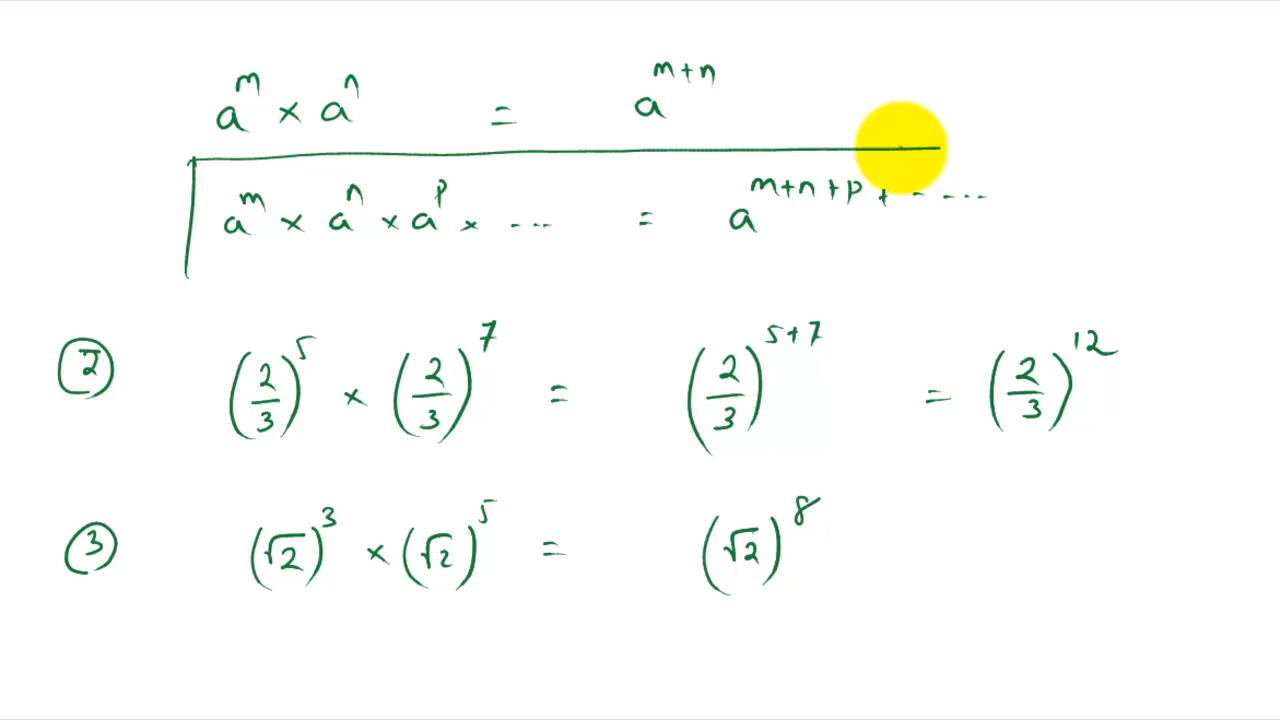 a^m × a^n = a^{m+n}
a^m × a^n × a^p × ... = a^{m+n+p+----}
② (2/3)^5 × (2/3)^7 = (2/3)^{5+7} = (2/3)^{12}
③ (√2)^3 × (√2)^5 = (√2)^8